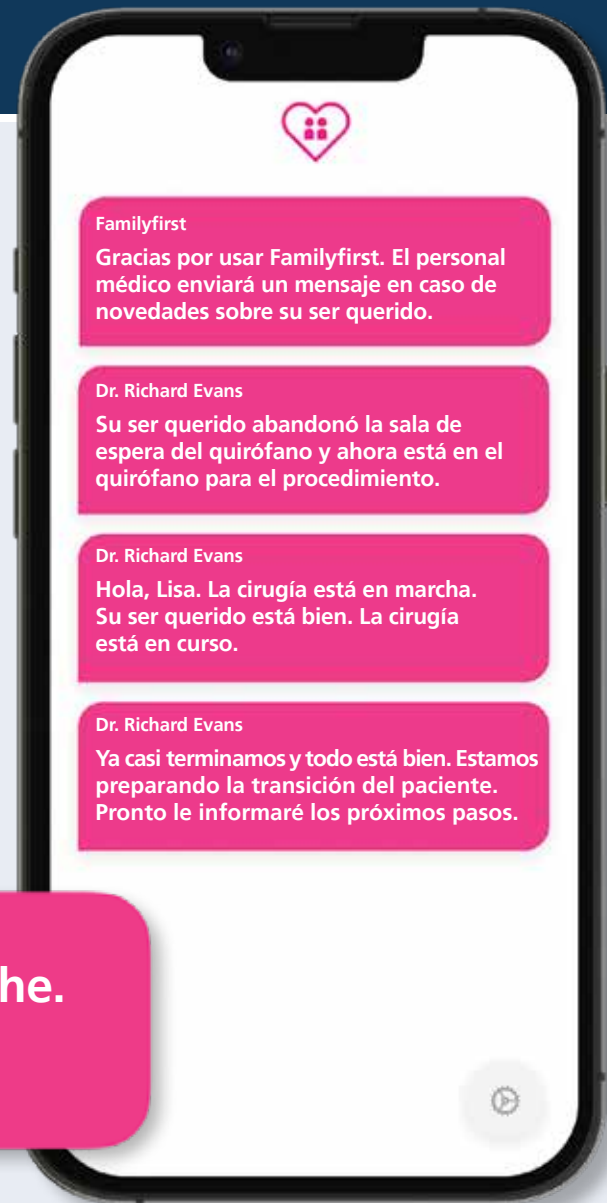 Familyfirst
Gracias por usar Familyfirst. El personal
médico enviará un mensaje en caso de
novedades sobre su ser querido.
Dr. Richard Evans
Su ser querido abandonó la sala de
espera del quirófano y ahora está en el
quirófano para el procedimiento.
Dr. Richard Evans
Hola, Lisa. La cirugía está en marcha.
Su ser querido está bien. La cirugía
está en curso.
Dr. Richard Evans
Ya casi terminamos y todo está bien. Estamos
preparando la transición del paciente.
Pronto le informaré los próximos pasos.
he.